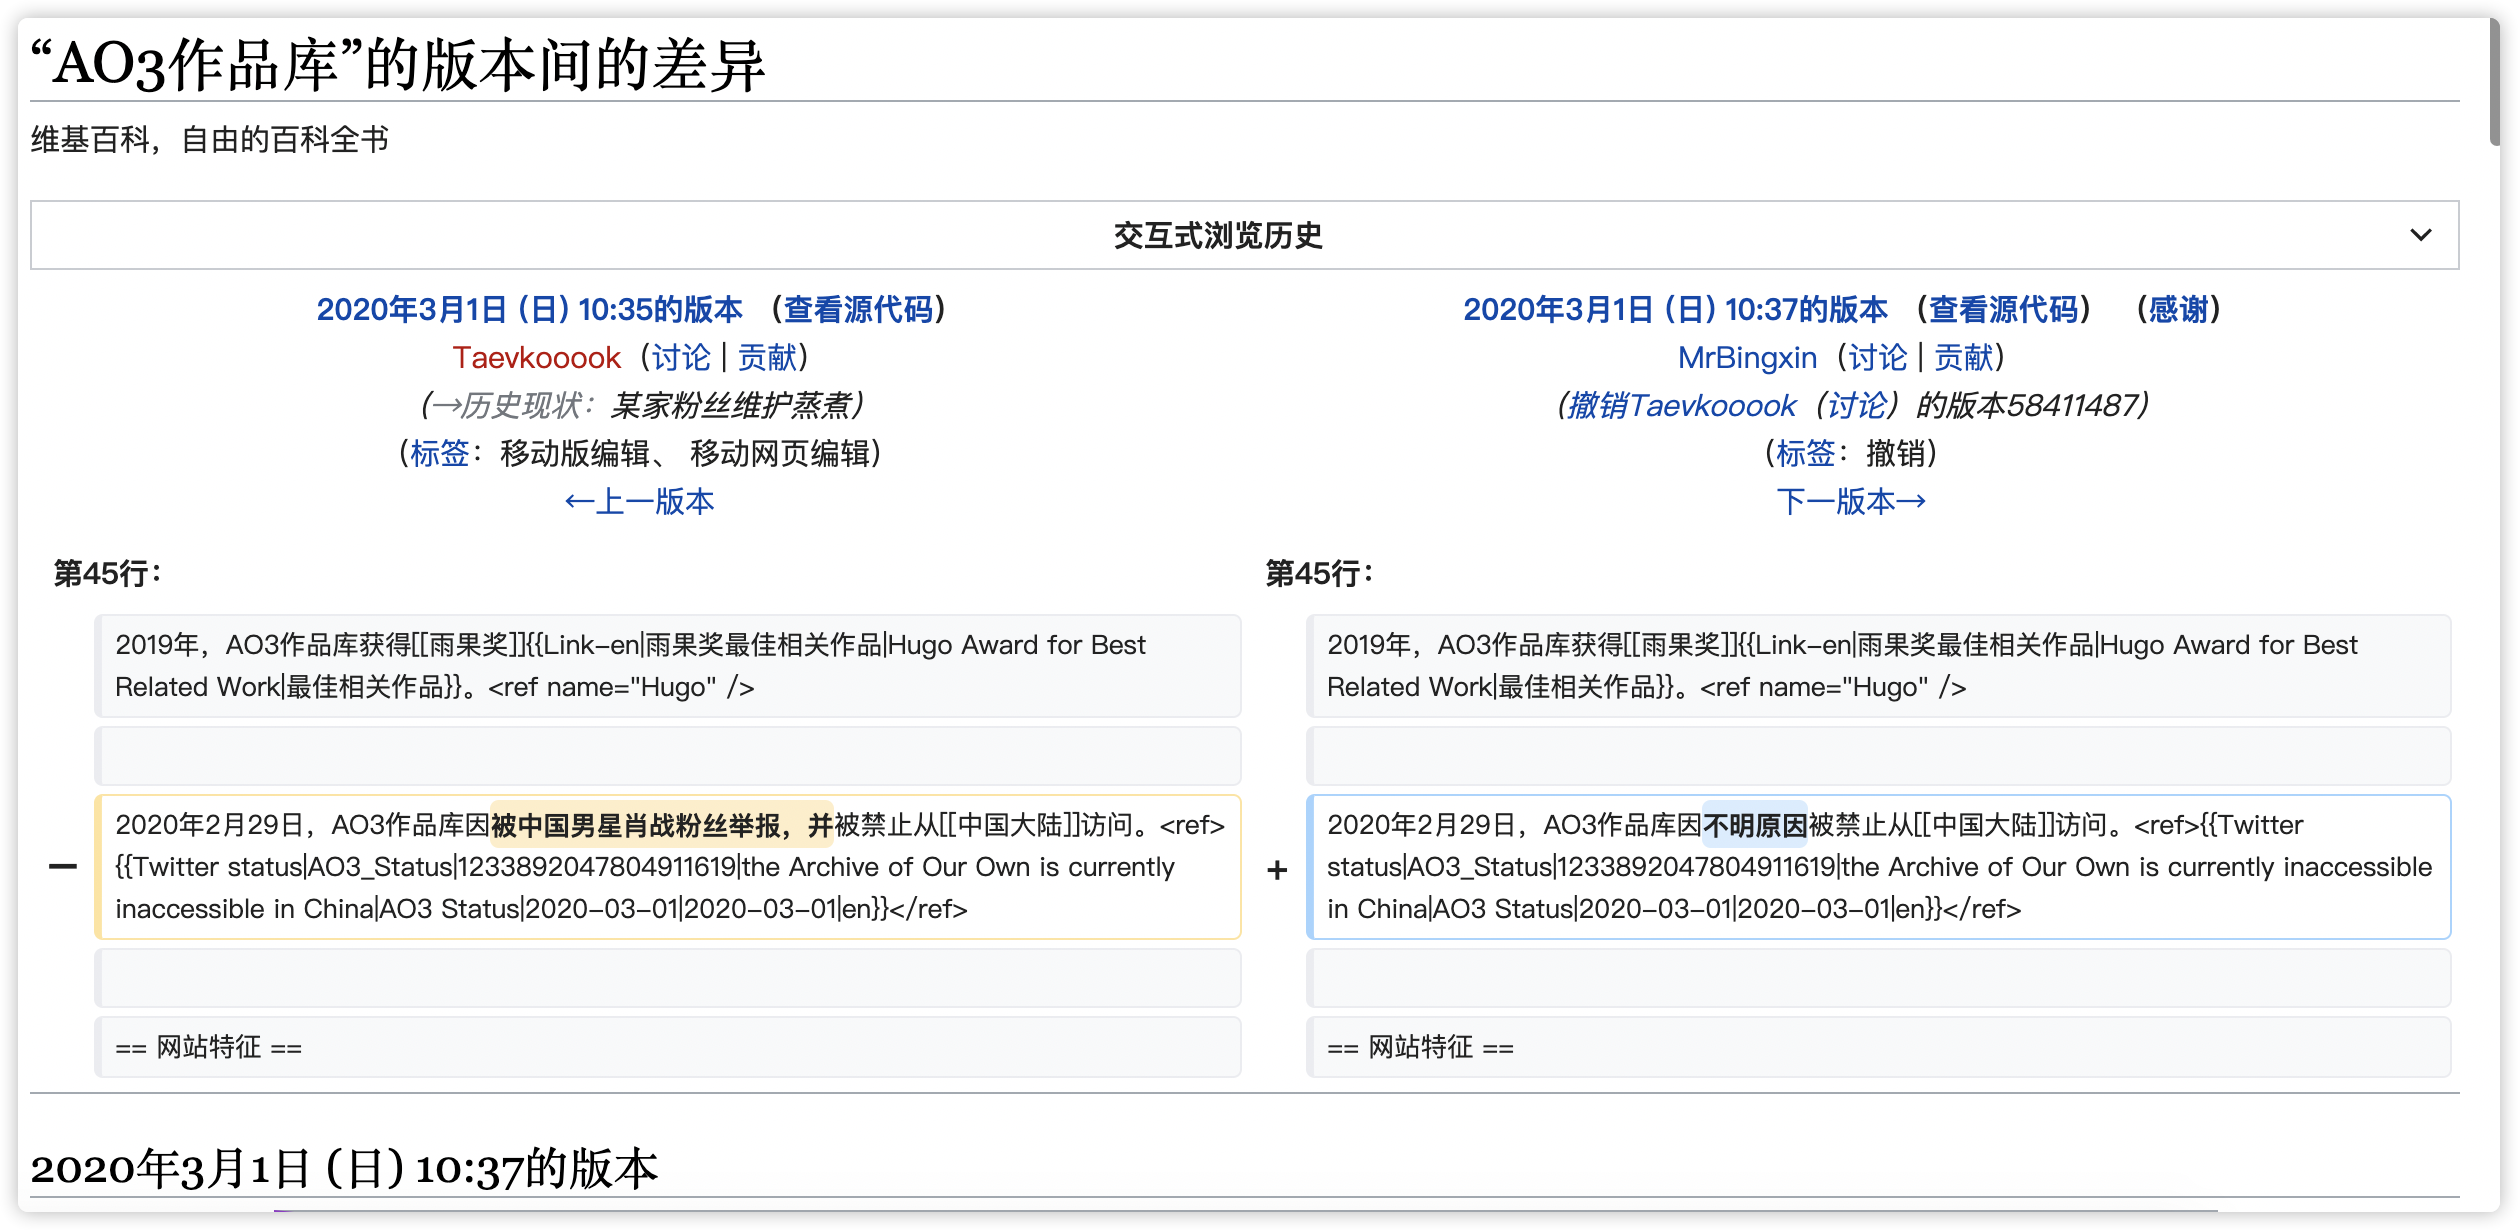 “AO3作品库”的版本间的差异
维基百科，自由的百科全书
交互式浏览历史
2020年3月1日 (日) 10:35的版本 （查看源代码）
Taevkooook（讨论 | 贡献）
（→历史现状：某家粉丝维护蒸煮）
（标签：移动版编辑、 移动网页编辑）
←上一版本
2020年3月1日 (日) 10:37的版本 （查看源代码） （感谢）
MrBingxin（讨论 | 贡献）
（撤销Taevkooook（讨论）的版本58411487）
（标签：撤销）
下一版本→
第45行：
第45行：
2019年，AO3作品库获得[[雨果奖]]{{Link-en|雨果奖最佳相关作品|Hugo Award for Best
Related Work|最佳相关作品}}。<ref name="Hugo" />
2019年，AO3作品库获得[[雨果奖]]{{Link-en|雨果奖最佳相关作品|Hugo Award for Best
Related Work|最佳相关作品}}。<ref name="Hugo" />
−
2020年2月29日，AO3作品库因被中国男星肖战粉丝举报，并被禁止从[[中国大陆]]访问。<ref>
{{Twitter status|AO3_Status|1233892047804911619|the Archive of Our Own is currently
inaccessible in China|AO3 Status|2020-03-01|2020-03-01|en}}</ref>
+
2020年2月29日，AO3作品库因不明原因被禁止从[[中国大陆]]访问。<ref>{{Twitter
status|AO3_Status|1233892047804911619|the Archive of Our Own is currently inaccessible
in China|AO3 Status|2020-03-01|2020-03-01|en}}</ref>
== 网站特征 ==
== 网站特征 ==
2020年3月1日 (日) 10:37的版本